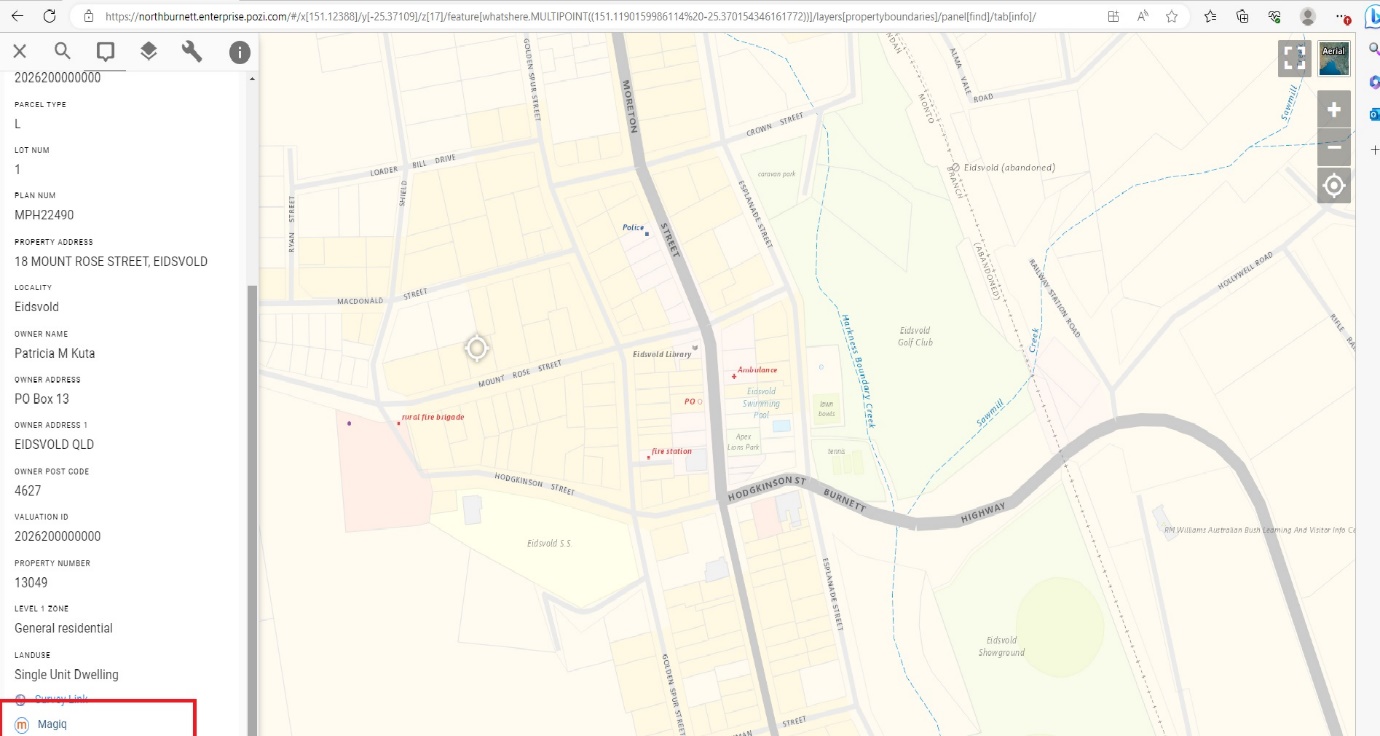 https://northburnett.enterprise.pozi.com/#/x[151.12388]/y[-25.37109]/z[17]/feature[whatshere.MULTIPOINT((151.1190159986114%20-25.370154346161772))]/layers[propertyboundaries]/panel[find]/tab[info]/
2026200000000
PARCEL TYPE
L
LOT NUM
1
PLAN NUM
MPH22490
PROPERTY ADDRESS
18 MOUNT ROSE STREET, EIDSVOLD
LOCALITY
Eidsvold
OWNER NAME
Patricia M Kuta
OWNER ADDRESS
PO Box 13
OWNER ADDRESS 1
EIDSVOLD QLD
OWNER POST CODE
4627
VALUATION ID
2026200000000
PROPERTY NUMBER
13049
LEVEL 1 ZONE
General residential
LANDUSE
Single Unit Dwelling
Survey Link
m Magiq
Aerial
GOLDEN SPUR STREET
MORETON
STREET
ALMA VALE
ROAD
MONTO
BRANCH
(ABANDONED)
Sawmill
CROWN STREET
LOADER BILL DRIVE
SHIELD
RYAN STREET
caravan park
ESPLANADE STREET
Eidsvold (abandoned)
Police
MACDONALD STREET
RAILWAY STATION ROAD
HOLLYWELL ROAD
Markness Boundary Creek
Eidsvold
Golf Club
Creek
Eidsvold Library
MOUNT ROSE STREET
Ambulance
PO
Eidsvold
Swimming
Pool
lawn
bowls
Sawmill
rural fire brigade
Apex
Lions Park
tennis
fire station
HODGKINSON STREET
HODGKINSON ST
BURNETT
HIGHWAY
RM Williams Australian Bush Learning And Visitor Info Ce
Eidsvold S.S.
ESPLANADE STREET
Eidsvold
Showground
GOLDEN SPUR STREET
STREET